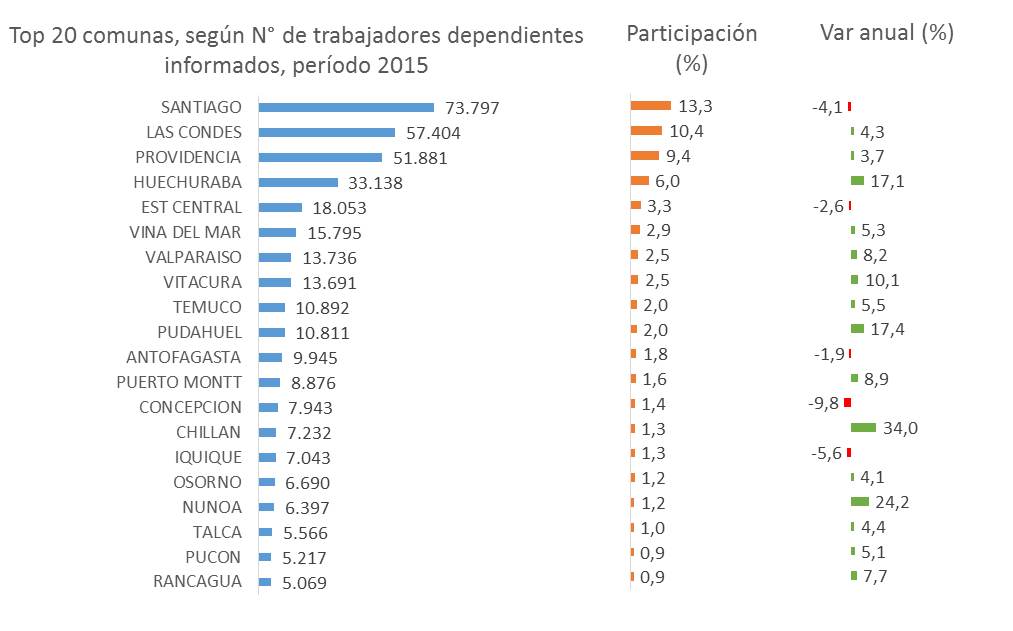 Top 20 comunas, según N° de trabajadores dependientes
informados, período 2015
Participación
(%)
Var anual (%)
SANTIAGO 73.797 13,3 -4,1
LAS CONDES 57.404 10,4 4,3
PROVIDENCIA 51.881 9,4 3,7
HUECHURABA 33.138 6,0 17,1
EST CENTRAL 18.053 3,3 -2,6
VINA DEL MAR 15.795 2,9 5,3
VALPARAISO 13.736 2,5 8,2
VITACURA 13.691 2,5 10,1
TEMUCO 10.892 2,0 5,5
PUDAHUEL 10.811 2,0 17,4
ANTOFAGASTA 9.945 1,8 -1,9
PUERTO MONTT 8.876 1,6 8,9
CONCEPCION 7.943 1,4 -9,8
CHILLAN 7.232 1,3 34,0
IQUIQUE 7.043 1,3 -5,6
OSORNO 6.690 1,2 4,1
NUNOA 6.397 1,2 24,2
TALCA 5.566 1,0 4,4
PUCON 5.217 0,9 5,1
RANCAGUA 5.069 0,9 7,7